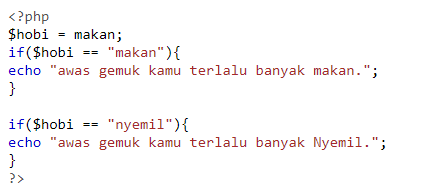 <?php
$hobi = makan;
if($hobi == "makan"){
echo "awas gemuk kamu terlalu banyak makan.";
}

if($hobi == "nyemil"){
echo "awas gemuk kamu terlalu banyak Nyemil.";
}
?>